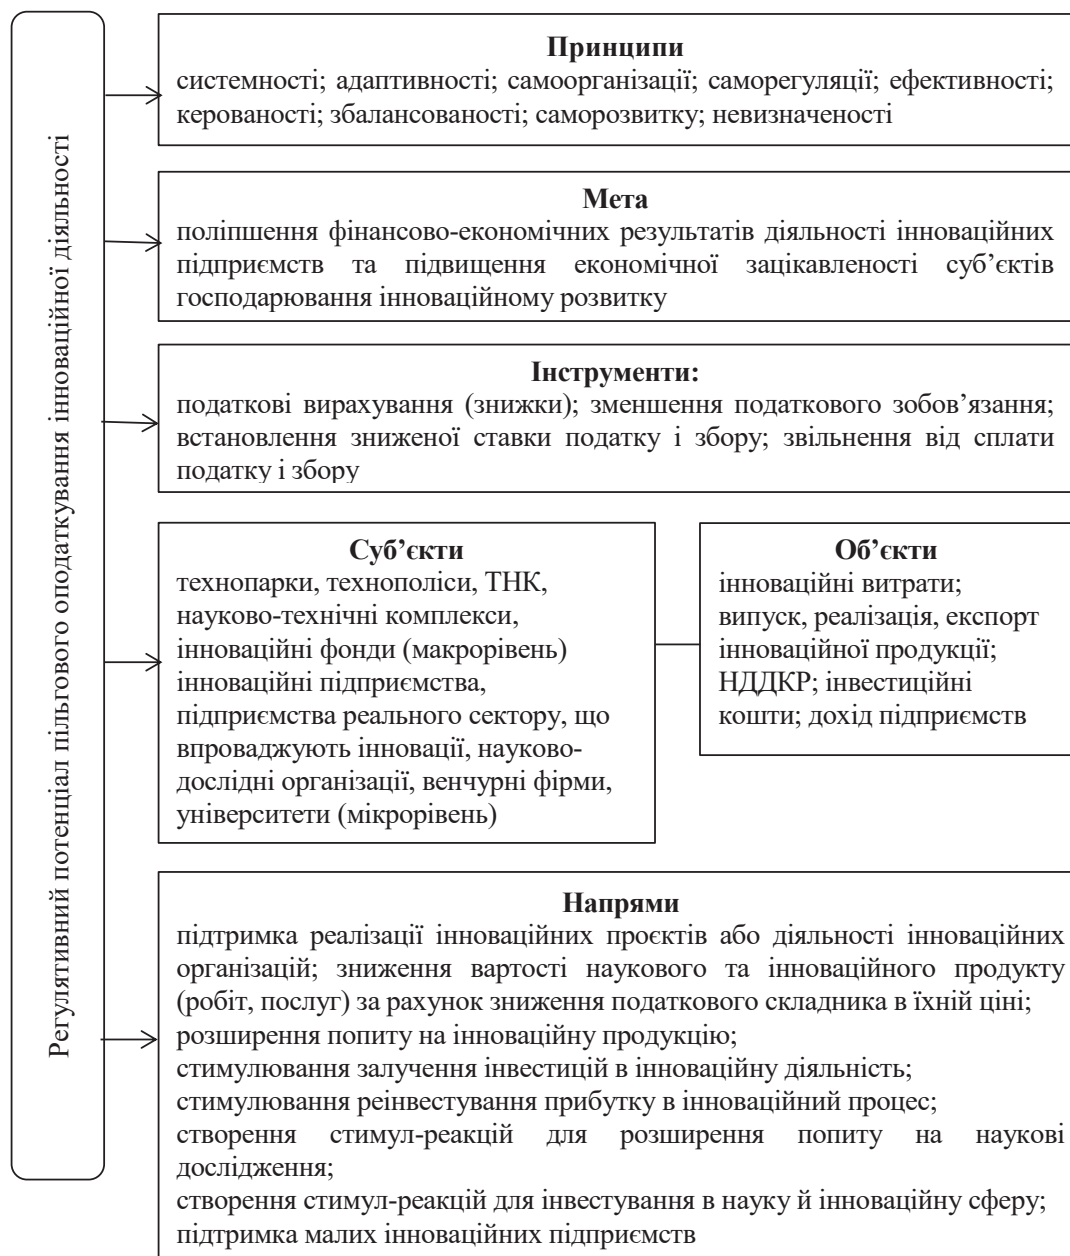 Регулятивний потенціал пільгового оподаткування інноваційної діяльності
Принципи
системності; адаптивності; самоорганізації; саморегуляції; ефективності;
керованості; збалансованості; саморозвитку; невизначеності
Мета
поліпшення фінансово-економічних результатів діяльності інноваційних
підприємств та підвищення економічної зацікавленості суб’єктів
господарювання інноваційному розвитку
Інструменти:
податкові вирахування (знижки); зменшення податкового зобов’язання;
встановлення зниженої ставки податку і збору; звільнення від сплати
податку і збору
Суб’єкти
технопарки, технополіси, ТНК,
науково-технічні комплекси,
інноваційні фонди (макрорівень)
інноваційні підприємства,
підприємства реального сектору, що
впроваджують інновації, науково-
дослідні організації, венчурні фірми,
університети (мікрорівень)
Об’єкти
інноваційні витрати;
випуск, реалізація, експорт
інноваційної продукції;
НДДКР; інвестиційні
кошти; дохід підприємств
Напрями
підтримка реалізації інноваційних проєктів або діяльності інноваційних
організацій; зниження вартості наукового та інноваційного продукту
(робіт, послуг) за рахунок зниження податкового складника в їхній ціні;
розширення попиту на інноваційну продукцію;
стимулювання залучення інвестицій в інноваційну діяльність;
стимулювання реінвестування прибутку в інноваційний процес;
створення стимул-реакцій для розширення попиту на наукові
дослідження;
створення стимул-реакцій для інвестування в науку й інноваційну сферу;
підтримка малих інноваційних підприємств